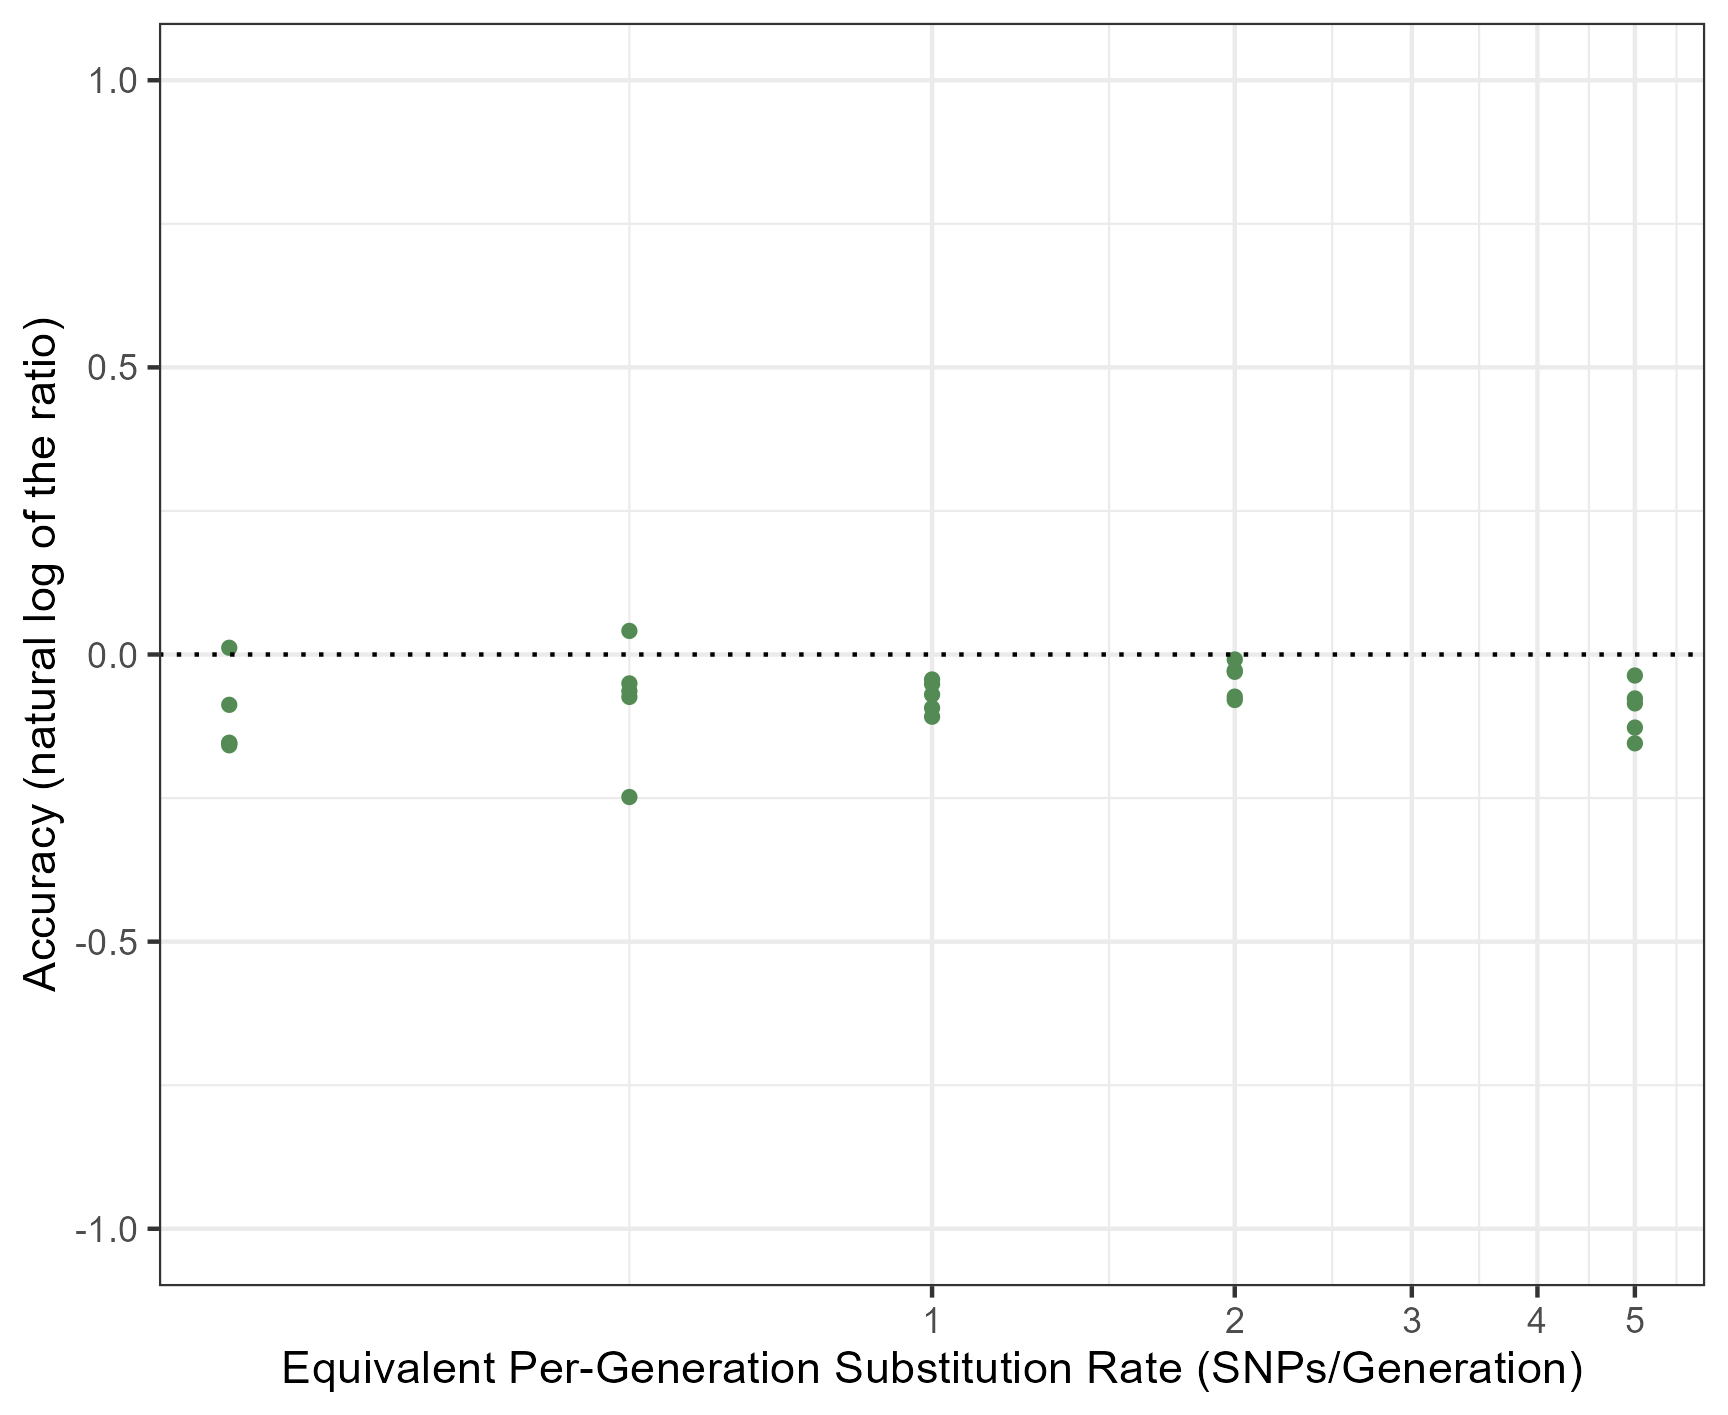 Accuracy (natural log of the ratio)
1.0
0.5
0.0
-0.5
-1.0
1 2 3 4 5
Equivalent Per-Generation Substitution Rate (SNPs/Generation)